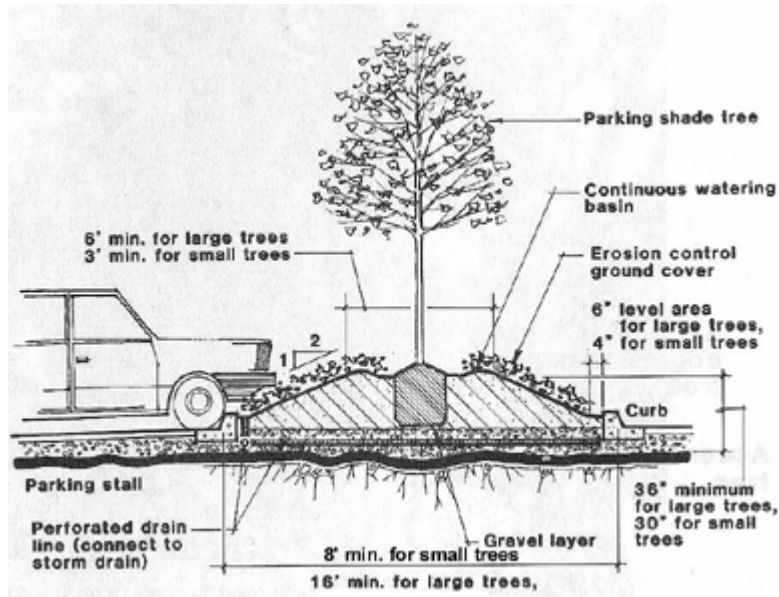 Parking shade tree
Continuous watering
basin
6' min. for large trees
3' min. for small trees
Erosion control
ground cover
6" level area
for large trees,
4" for small trees
2
1
Curb
Parking stall
36" minimum
for large trees,
30" for small
trees
Perforated drain
line (connect to
storm drain)
Gravel layer
8' min. for small trees
16' min. for large trees,